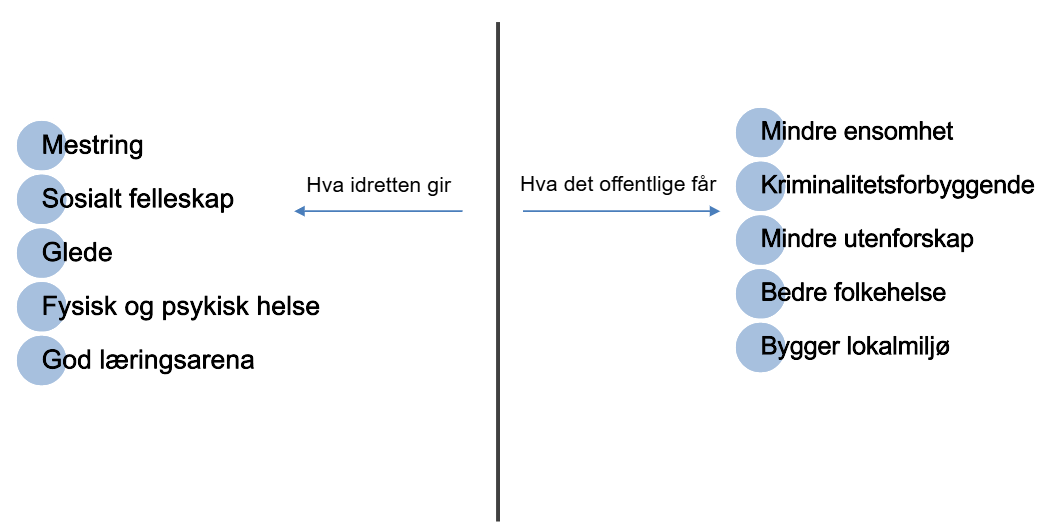 Mestring
Sosialt felleskap
Glede
Fysisk og psykisk helse
God læringsarena
Hva idretten gir
Hva det offentlige får
Mindre ensomhet
Kriminalitetsforbyggende
Mindre utenforskap
Bedre folkehelse
Bygger lokalmiljø